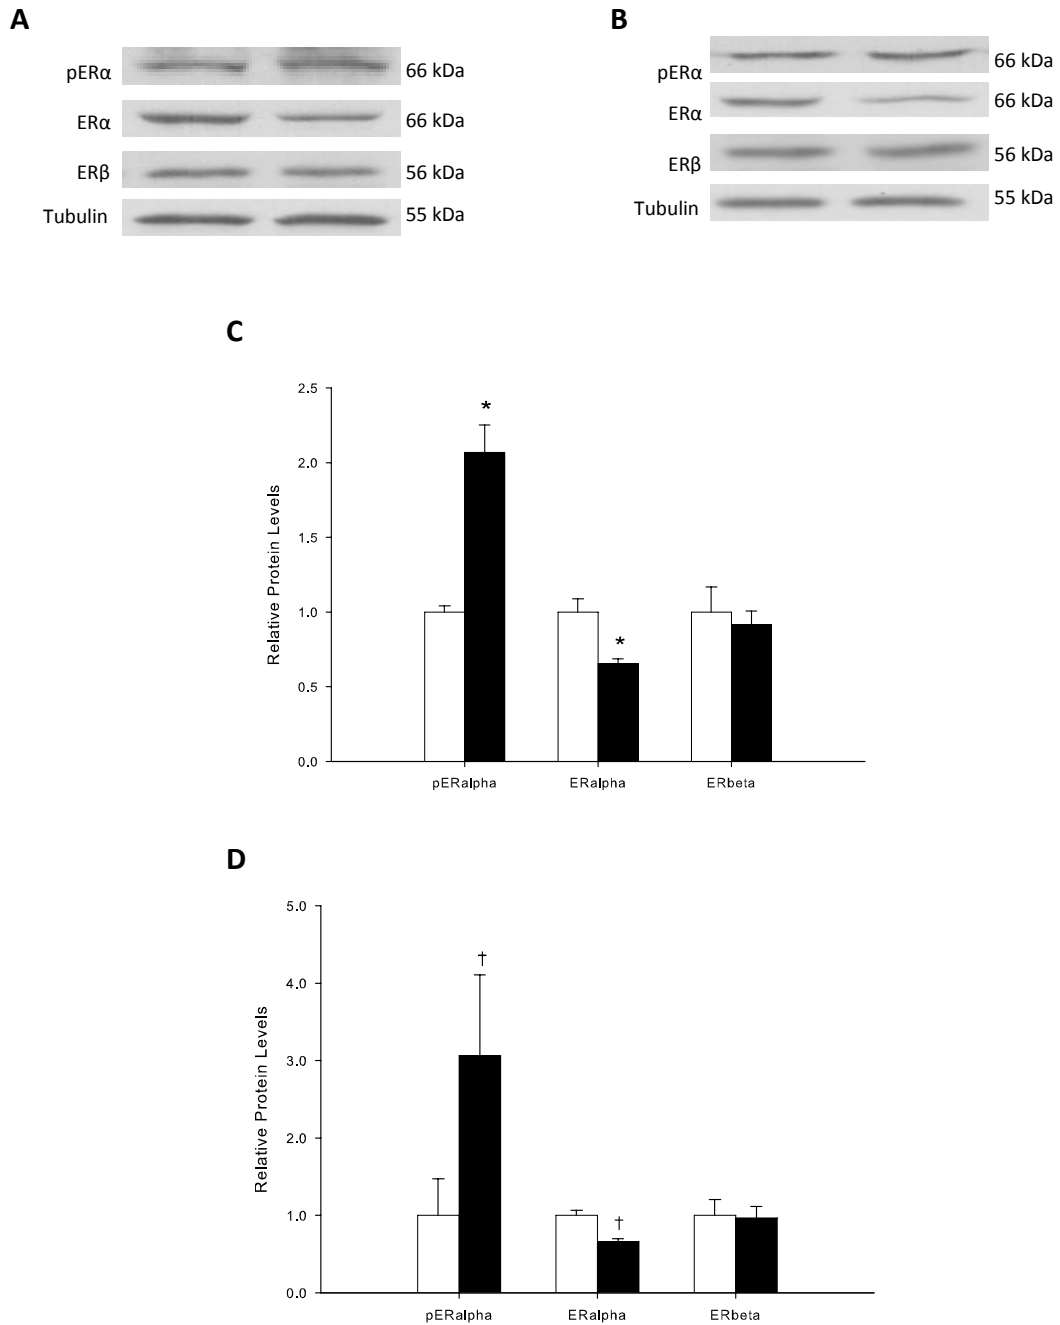 A
pERα 66 kDa
ERα 66 kDa
ERβ 56 kDa
Tubulin 55 kDa
B
pERα 66 kDa
ERα 66 kDa
ERβ 56 kDa
Tubulin 55 kDa
C
Relative Protein Levels
2.5
2.0
1.5
1.0
0.5
0.0
*
*
pERalpha ERalpha ERbeta
D
Relative Protein Levels
5.0
4.0
3.0
2.0
1.0
0.0
†
†
pERalpha ERalpha ERbeta